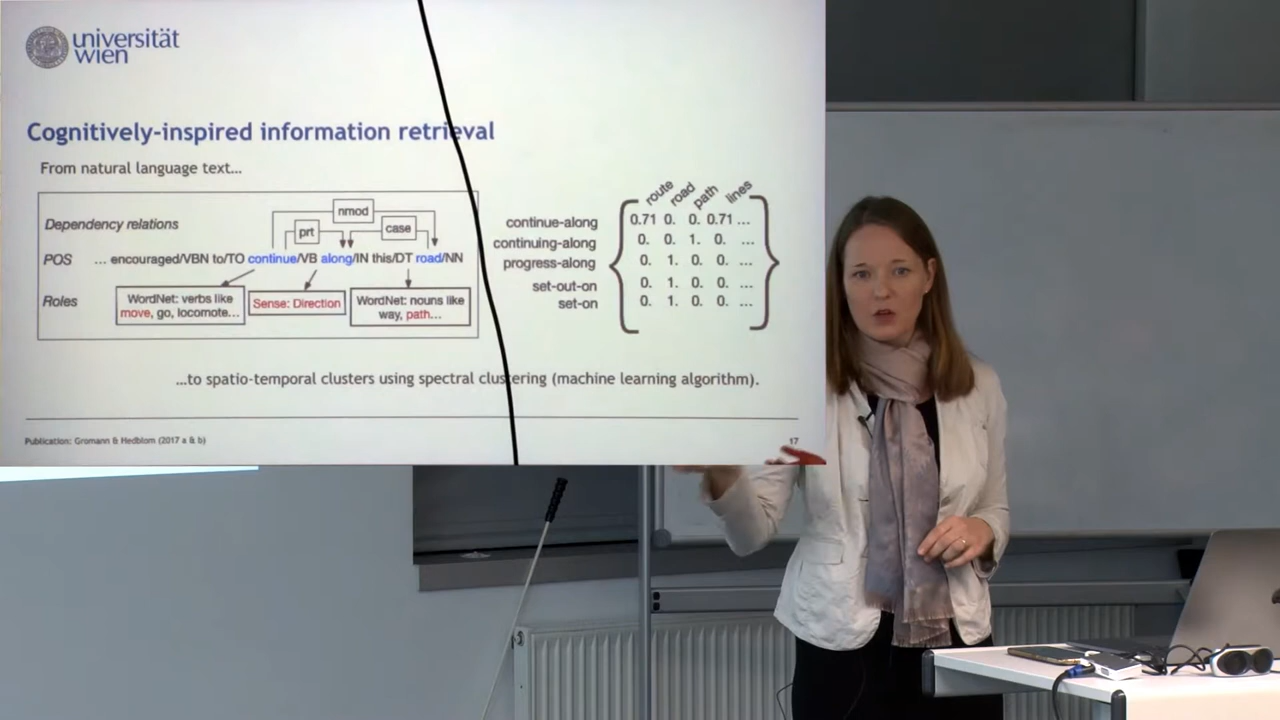 universität
wien
Cognitively-inspired information retrieval
From natural language text...
Dependency relations
nmod
prt
case
POS
... encouraged/VBN to/TO continue/VB along/IN this/DT road/NN
Roles
WordNet: verbs like
move, go, locomote...
Sense: Direction
WordNet: nouns like
way, path...
route road path lines
continue-along 0.71 0. 0. 0.71 ...
continuing-along 0. 0. 1. 0. ...
progress-along 0. 1. 0. 0. ...
set-out-on 0. 1. 0. 0. ...
set-on 0. 1. 0. 0. ...
...to spatio-temporal clusters using spectral clustering (machine learning algorithm).
Publication: Gromann & Hedblom (2017 a & b)
17